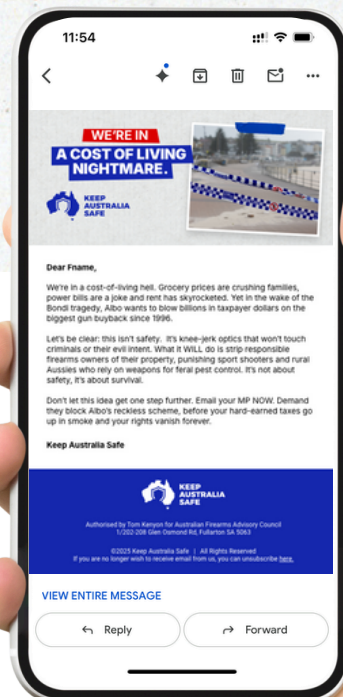 11:54
WE'RE IN
A COST OF LIVING
NIGHTMARE.
KEEP
AUSTRALIA
SAFE
Dear Fname,
We're in a cost-of-living hell. Grocery prices are crushing families,
power bills are a joke and rent has skyrocketed. Yet in the wake of the
Bondi tragedy, Albo wants to blow billions in taxpayer dollars on the
biggest gun buyback since 1996.
Let's be clear: this isn't safety.  It's knee-jerk optics that won't touch
criminals or their evil intent. What it WILL do is strip responsible
firearms owners of their property, punishing sport shooters and rural
Aussies who rely on weapons for feral pest control. It's not about
safety, it's about survival.
Don't let this idea get one step further. Email your MP NOW. Demand
they block Albo's reckless scheme, before your hard-earned taxes go
up in smoke and your rights vanish forever.
Keep Australia Safe
KEEP
AUSTRALIA
SAFE
Authorised by Tom Kenyon for Australian Firearms Advisory Council
1/202-208 Glen Osmond Rd, Fullarton SA 5063
©2025 Keep Australia Safe | All Rights Reserved
If you are no longer wish to receive email from us, you can unsubscribe here.
VIEW ENTIRE MESSAGE
Reply
Forward